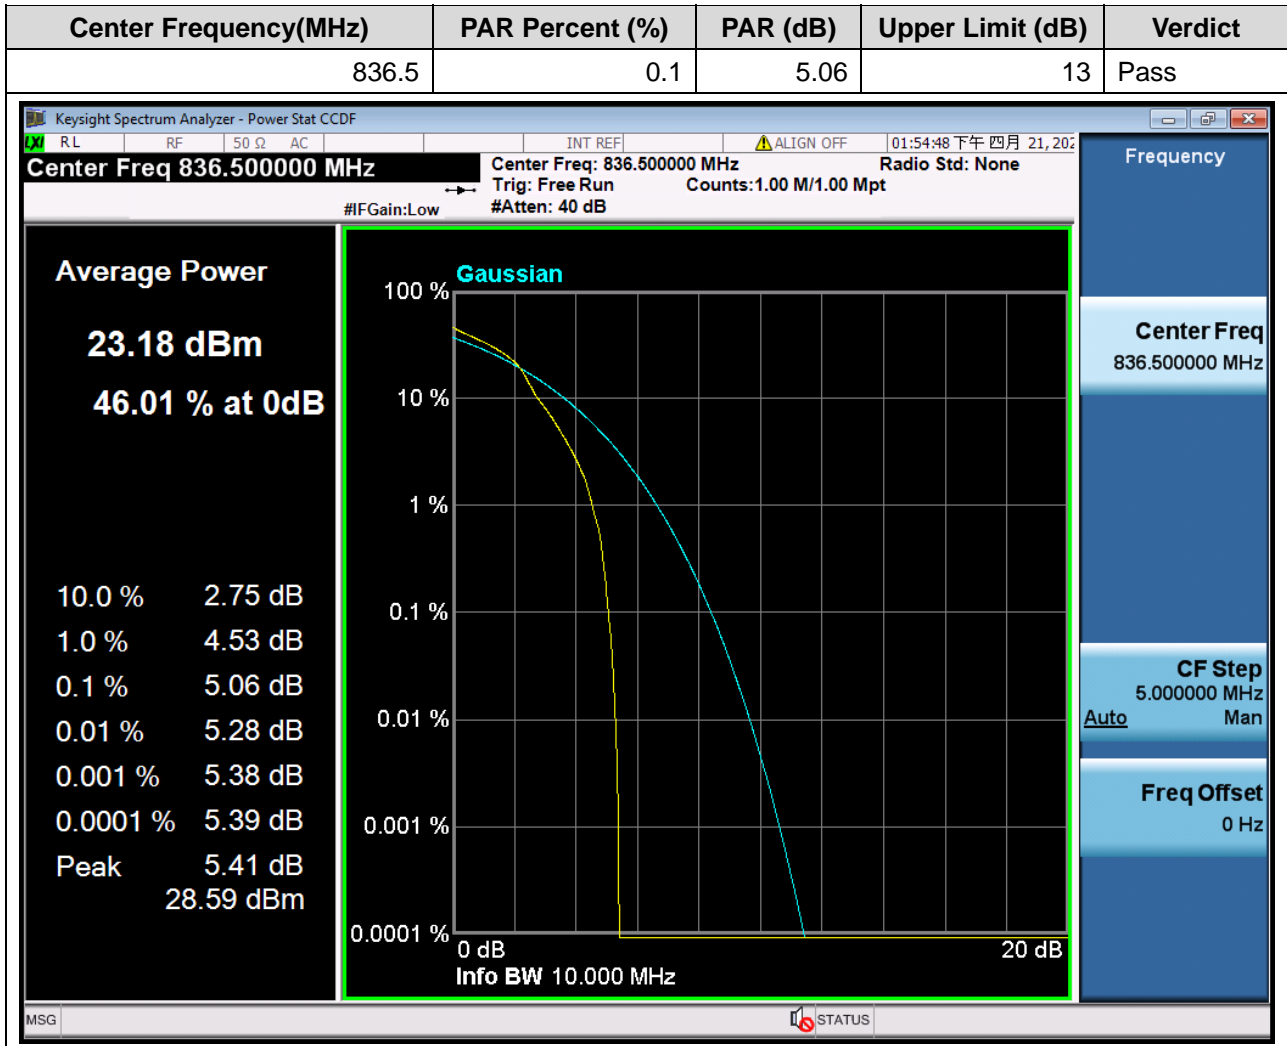 Center Frequency(MHz) PAR Percent (%) PAR (dB) Upper Limit (dB) Verdict
836.5 0.1 5.06 13 Pass
Keysight Spectrum Analyzer - Power Stat CCDF
LXI RL RF 50 Ω AC INT REF ALIGN OFF 01:54:48 下午 四月 21, 202
Center Freq 836.500000 MHz
Center Freq: 836.500000 MHz Radio Std: None
Trig: Free Run Counts:1.00 M/1.00 Mpt
#IFGain:Low #Atten: 40 dB
Frequency
Average Power
23.18 dBm
46.01 % at 0dB
10.0 % 2.75 dB
1.0 % 4.53 dB
0.1 % 5.06 dB
0.01 % 5.28 dB
0.001 % 5.38 dB
0.0001 % 5.39 dB
Peak 5.41 dB
28.59 dBm
Gaussian
100 %
10 %
1 %
0.1 %
0.01 %
0.001 %
0.0001 %
0 dB 20 dB
Info BW 10.000 MHz
Center Freq
836.500000 MHz
CF Step
5.000000 MHz
Auto Man
Freq Offset
0 Hz
MSG STATUS